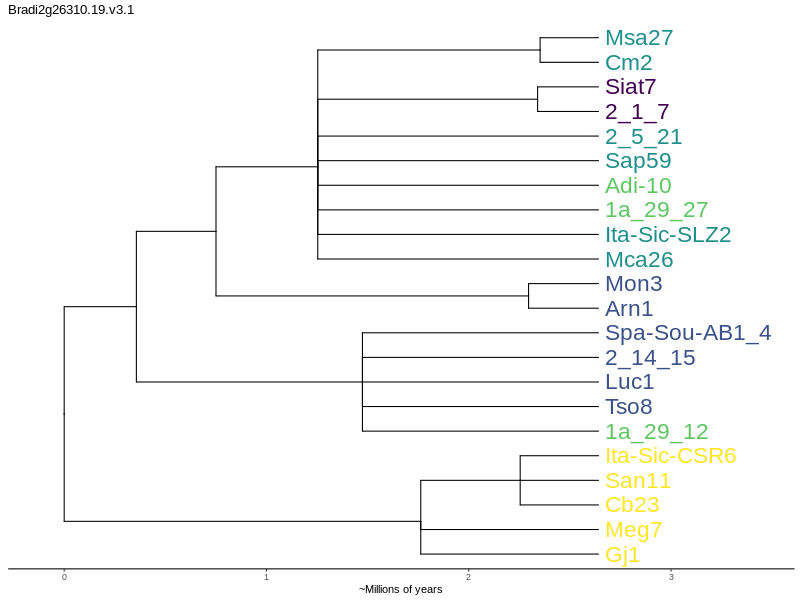 Bradi2g26310.19.v3.1
Msa27
Cm2
Siat7
2_1_7
2_5_21
Sap59
Adi-10
1a_29_27
Ita-Sic-SLZ2
Mca26
Mon3
Arn1
Spa-Sou-AB1_4
2_14_15
Luc1
Tso8
1a_29_12
Ita-Sic-CSR6
San11
Cb23
Meg7
Gj1
0 1 2 3
~Millions of years